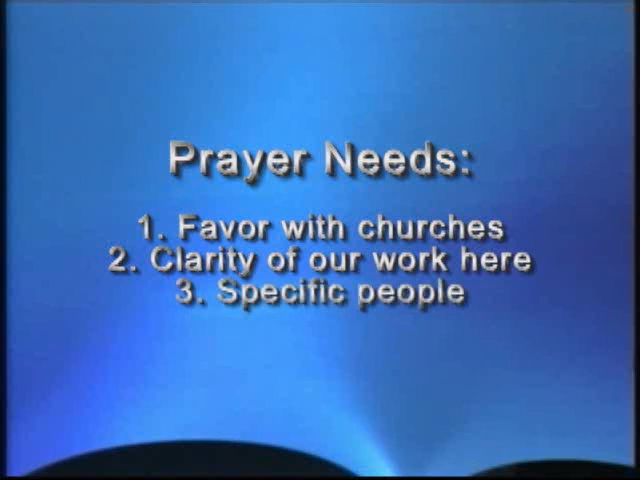 Prayer Needs:
1. Favor with churches
2. Clarity of our work here
3. Specific people